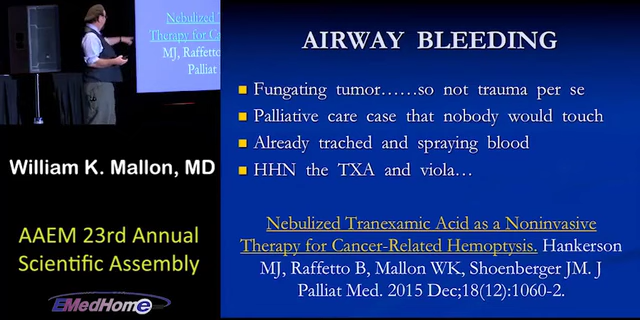 Nebulized
Therapy for Can
MJ, Raffetto
Palliat
William K. Mallon, MD
AAEM 23rd Annual
Scientific Assembly
EMedHome
AIRWAY BLEEDING
Fungating tumor......so not trauma per se
Palliative care case that nobody would touch
Already trached and spraying blood
HHN the TXA and viola...
Nebulized Tranexamic Acid as a Noninvasive
Therapy for Cancer-Related Hemoptysis. Hankerson
MJ, Raffetto B, Mallon WK, Shoenberger JM. J
Palliat Med. 2015 Dec;18(12):1060-2.